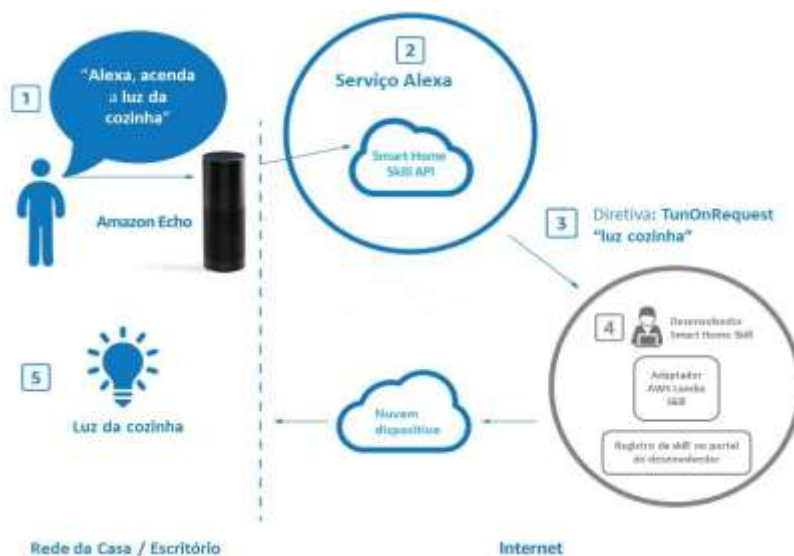 1
"Alexa, acenda
a luz da
cozinha"
Amazon Echo
2
Serviço Alexa
Smart Home
Skill API
3
Diretiva: TunOnRequest
"luz cozinha"
4
Desenvolvedor
Smart Home Skill
Adaptador
AWS Lamba
Skill
Registro da skill no portal
do desenvolvedor
Nuvem
dispositivo
5
Luz da cozinha
Rede da Casa / Escritório
Internet